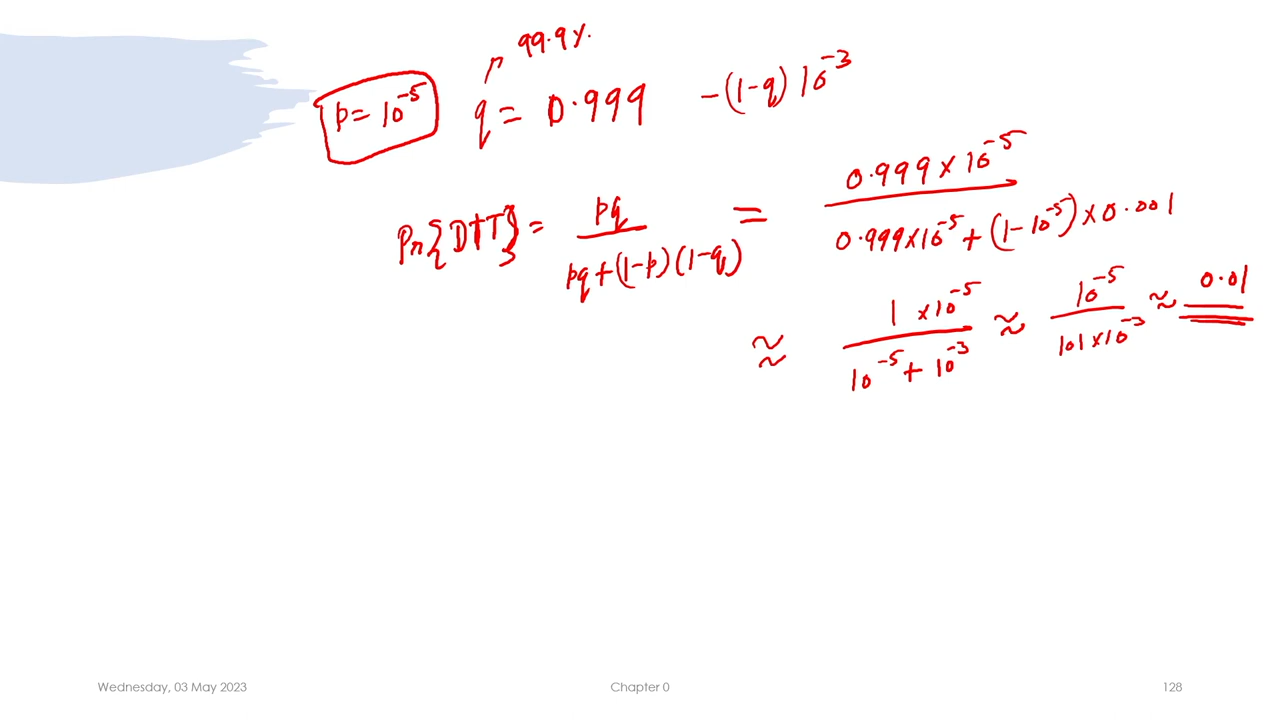 99.9%.
p = 10^-5 q = 0.999 - (1-q) 10^-3
Pr{D|T} = pq / (pq + (1-p)(1-q)) = 0.999 × 10^-5 / (0.999×10^-5 + (1-10^-5)×0.001)
≈ 1 × 10^-5 / (10^-5 + 10^-3) ≈ 10^-5 / (101×10^-3) ≈ 0.01
Wednesday, 03 May 2023 Chapter 0 128